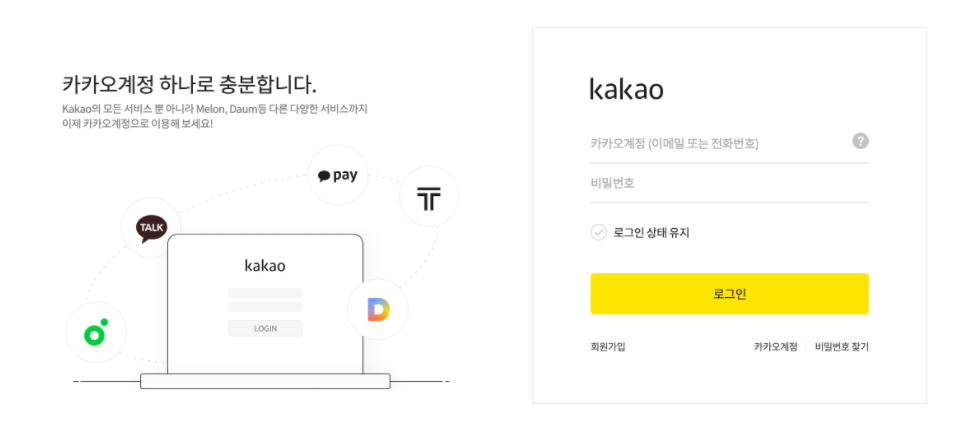 카카오계정 하나로 충분합니다.
Kakao의 모든 서비스 뿐 아니라 Melon, Daum등 다른 다양한 서비스까지
이제 카카오계정으로 이용해 보세요!
pay
TALK
kakao
LOGIN
kakao
카카오계정 (이메일 또는 전화번호)
?
비밀번호
로그인 상태 유지
로그인
회원가입
카카오계정 | 비밀번호 찾기